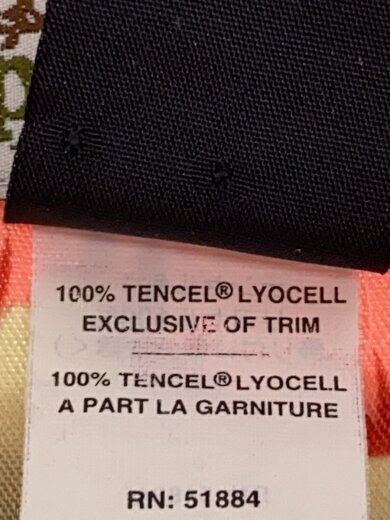 100% TENCEL® LYOCELL
EXCLUSIVE OF TRIM
100% TENCEL® LYOCELL
A PART LA GARNITURE
RN: 51884